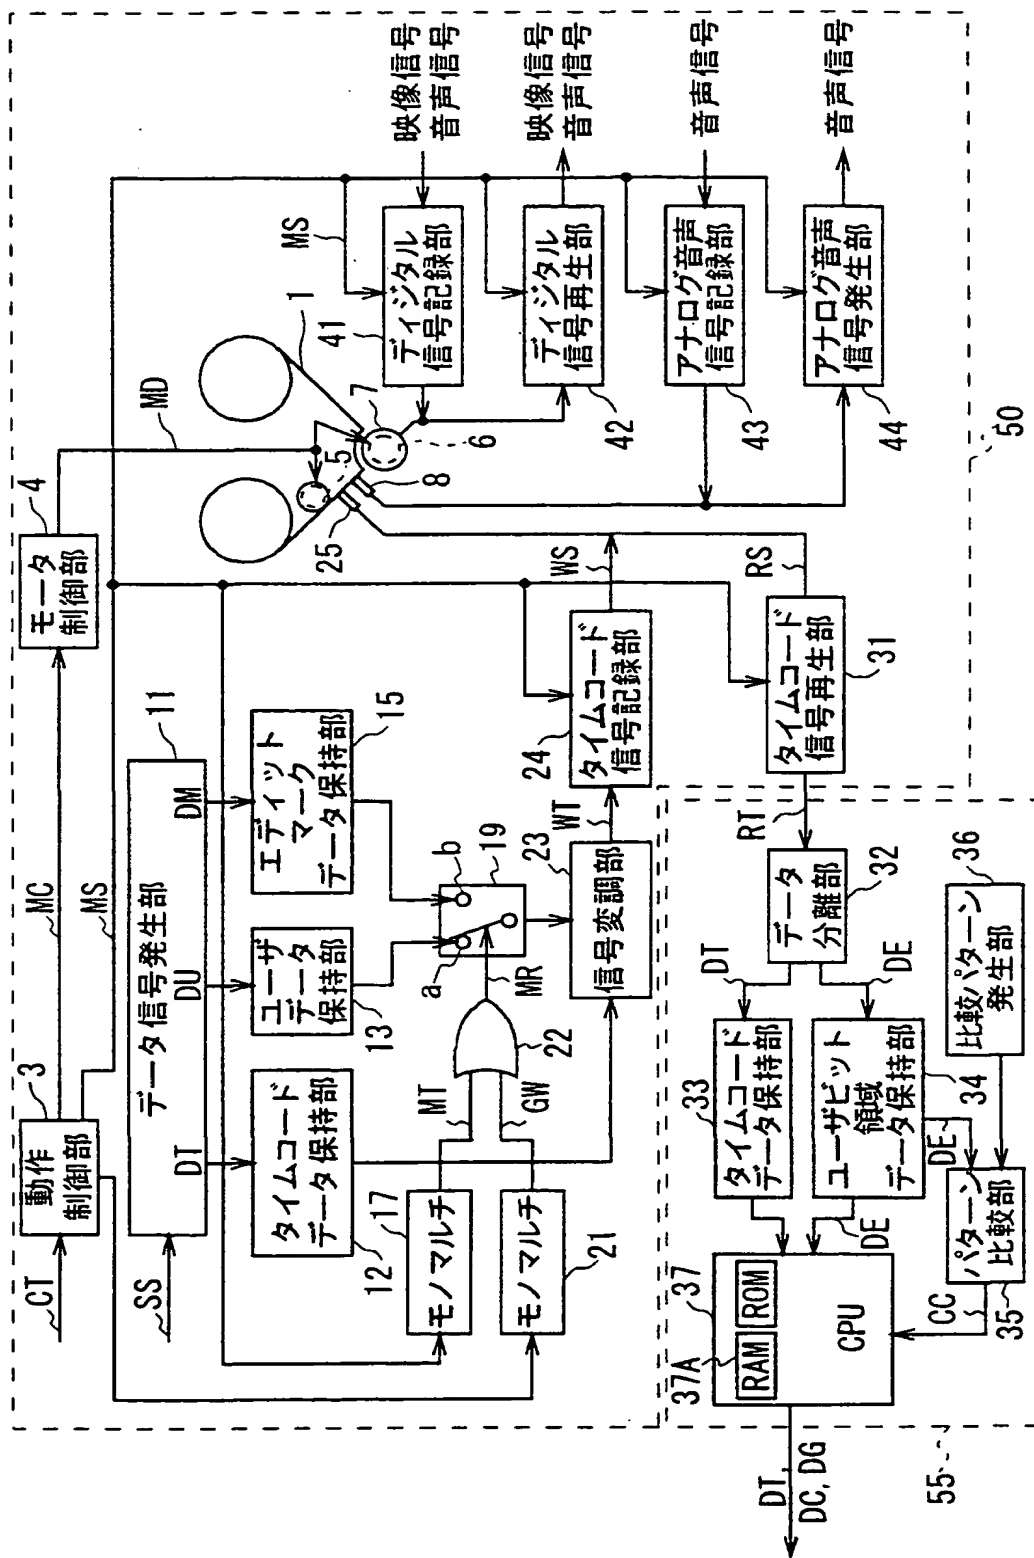 CT
3
動作
制御部
MC
MS
モータ
制御部
4
MD
1
5
7
6
8
25
SS
データ信号発生部
11
DT
DU
DM
タイムコード
データ保持部
12
ユーザ
データ
保持部
13
エディット
マーク
データ保持部
15
モノマルチ
17
モノマルチ
21
MT
GW
22
MR
a
b
19
信号変調部
23
WT
タイムコード
信号記録部
24
WS
RS
タイムコード
信号再生部
31
RT
MS
ディジタル
信号記録部
41
映像信号
音声信号
ディジタル
信号再生部
42
映像信号
音声信号
アナログ音声
信号記録部
43
音声信号
アナログ音声
信号発生部
44
音声信号
50
データ
分離部
32
DT
DE
タイムコード
データ保持部
33
ユーザビット
領域
データ保持部
34
DE
DE
比較パターン
発生部
36
パターン
比較部
35
CC
37
37A
RAM
ROM
CPU
DT,
DC, DG
55